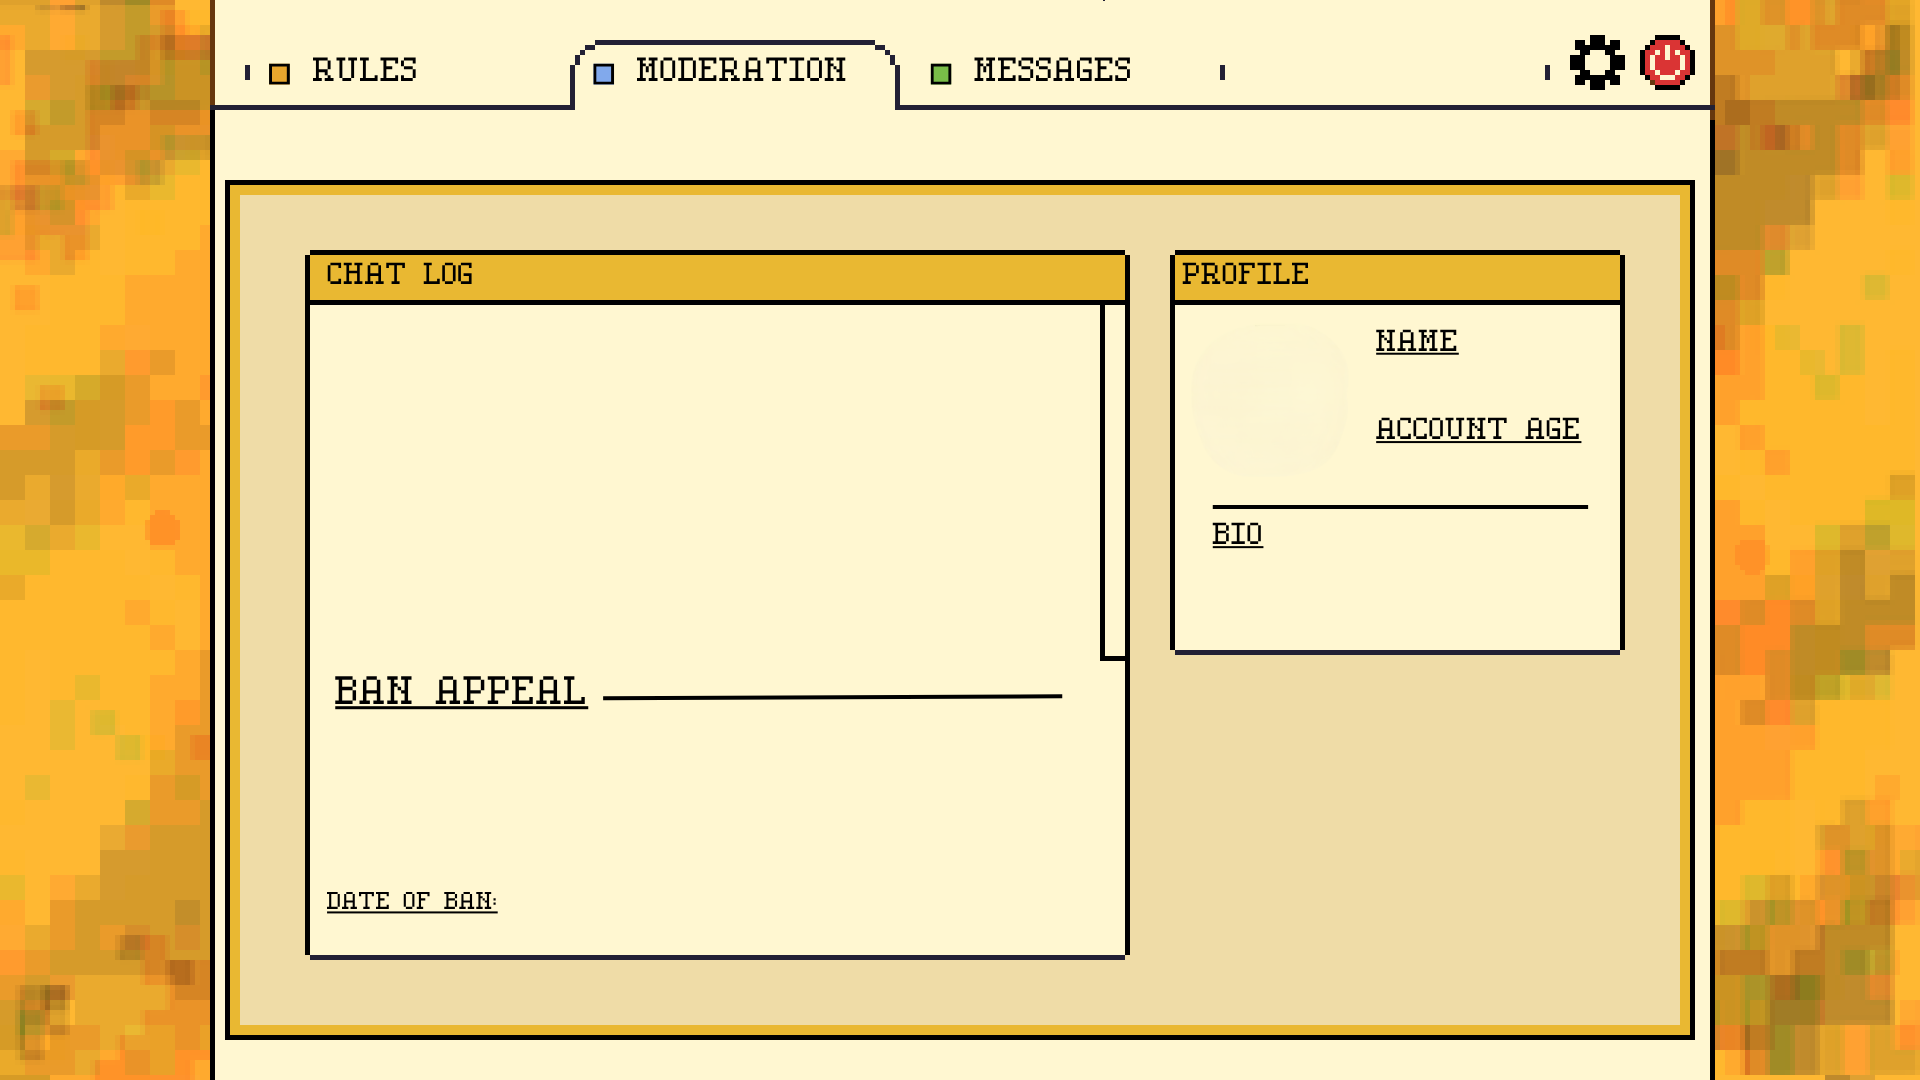 RULES
MODERATION
MESSAGES
CHAT LOG
PROFILE
NAME
ACCOUNT AGE
BIO
BAN APPEAL
DATE OF BAN: